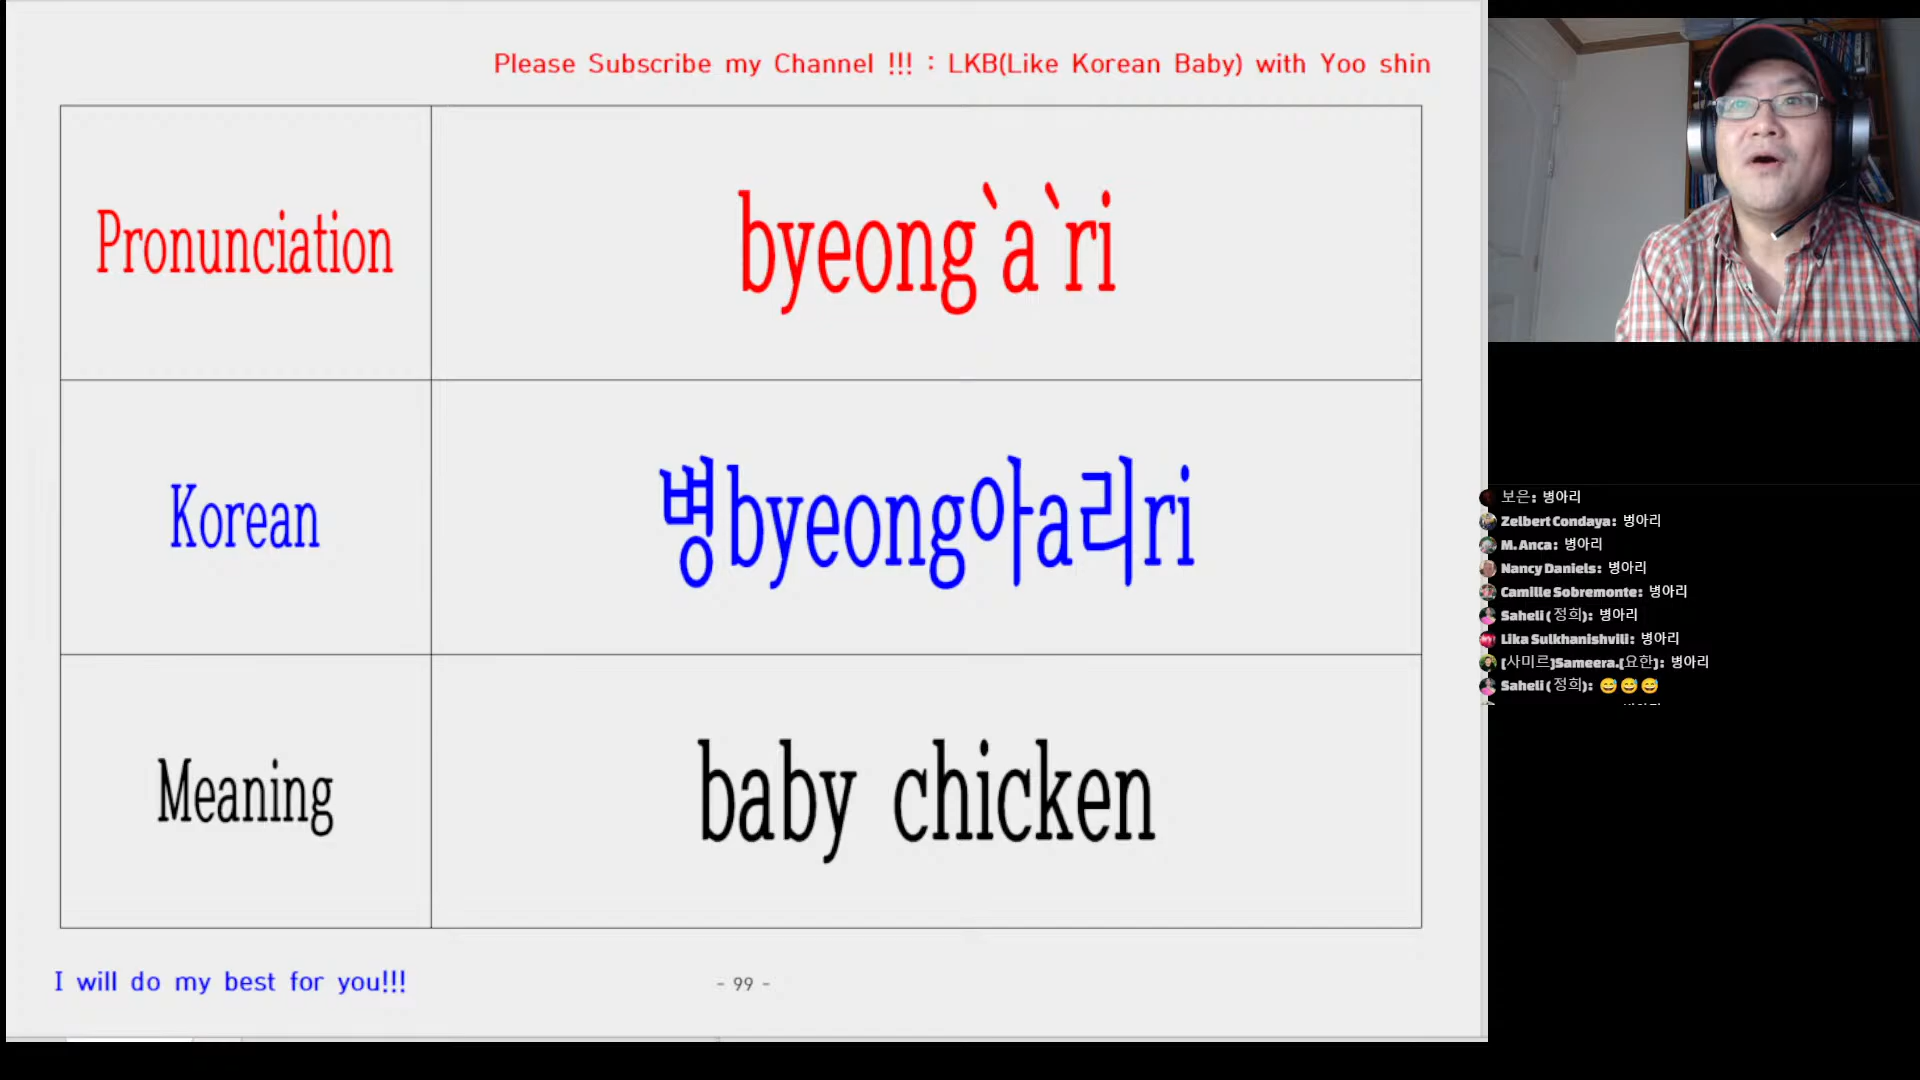 Please Subscribe my Channel !!! : LKB(Like Korean Baby) with Yoo shin
Pronunciation
byeong`a`ri
Korean
병byeong아a리ri
Meaning
baby chicken
I will do my best for you!!!
- 99 -
보은: 병아리
Zelbert Condaya: 벙아리
M. Anca: 병아리
Nancy Daniels: 병아리
Camille Sobremonte: 병아리
Saheli (정희): 병아리
Lika Sulkhanishvili: 병아리
[사미르]Sameera.[요한]: 병아리
Saheli (정희): 😅😅😅